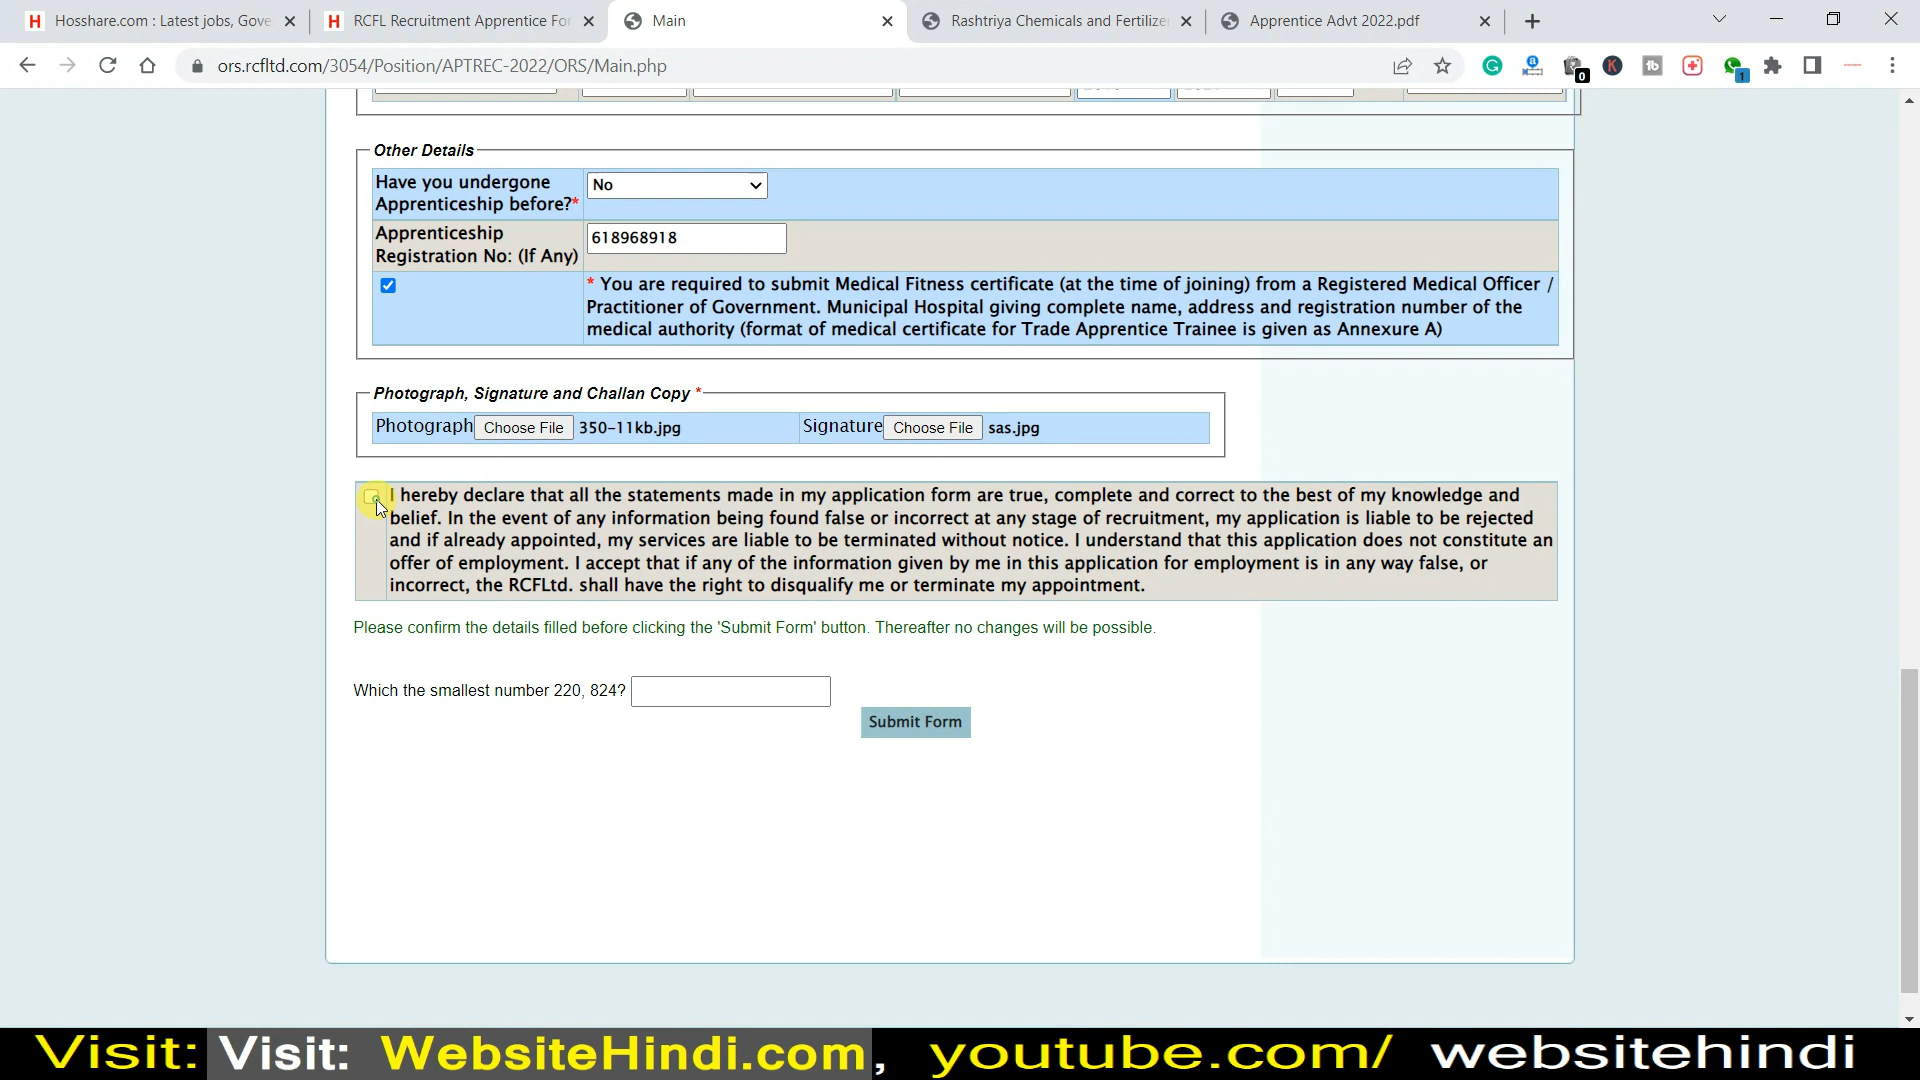 Hosshare.com : Latest jobs, Gove
RCFL Recruitment Apprentice For
Main
Rashtriya Chemicals and Fertilize
Apprentice Advt 2022.pdf
ors.rcfltd.com/3054/Position/APTREC-2022/ORS/Main.php
0
K
tb
1
Other Details
Have you undergone
Apprenticeship before?*
No
Apprenticeship
Registration No: (If Any)
618968918
* You are required to submit Medical Fitness certificate (at the time of joining) from a Registered Medical Officer /
Practitioner of Government. Municipal Hospital giving complete name, address and registration number of the
medical authority (format of medical certificate for Trade Apprentice Trainee is given as Annexure A)
Photograph, Signature and Challan Copy *
Photograph Choose File 350-11kb.jpg Signature Choose File sas.jpg
I hereby declare that all the statements made in my application form are true, complete and correct to the best of my knowledge and
belief. In the event of any information being found false or incorrect at any stage of recruitment, my application is liable to be rejected
and if already appointed, my services are liable to be terminated without notice. I understand that this application does not constitute an
offer of employment. I accept that if any of the information given by me in this application for employment is in any way false, or
incorrect, the RCFLtd. shall have the right to disqualify me or terminate my appointment.
Please confirm the details filled before clicking the 'Submit Form' button. Thereafter no changes will be possible.
Which the smallest number 220, 824?
Submit Form
Visit: Visit: WebsiteHindi.com, youtube.com/ websitehindi